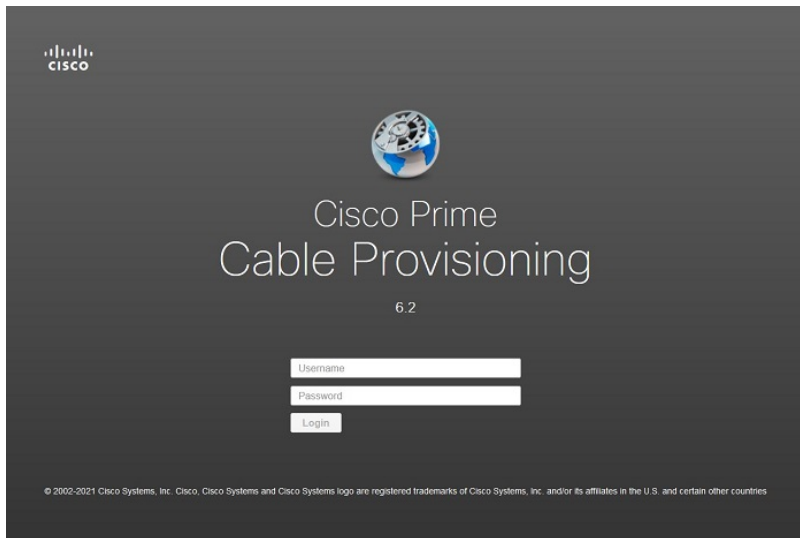 CISCO
Cisco Prime
Cable Provisioning
6.2
Username
Password
Login
© 2002-2021 Cisco Systems, Inc. Cisco, Cisco Systems and Cisco Systems logo are registered trademarks of Cisco Systems, Inc. and/or its affiliates in the U.S. and certain other countries